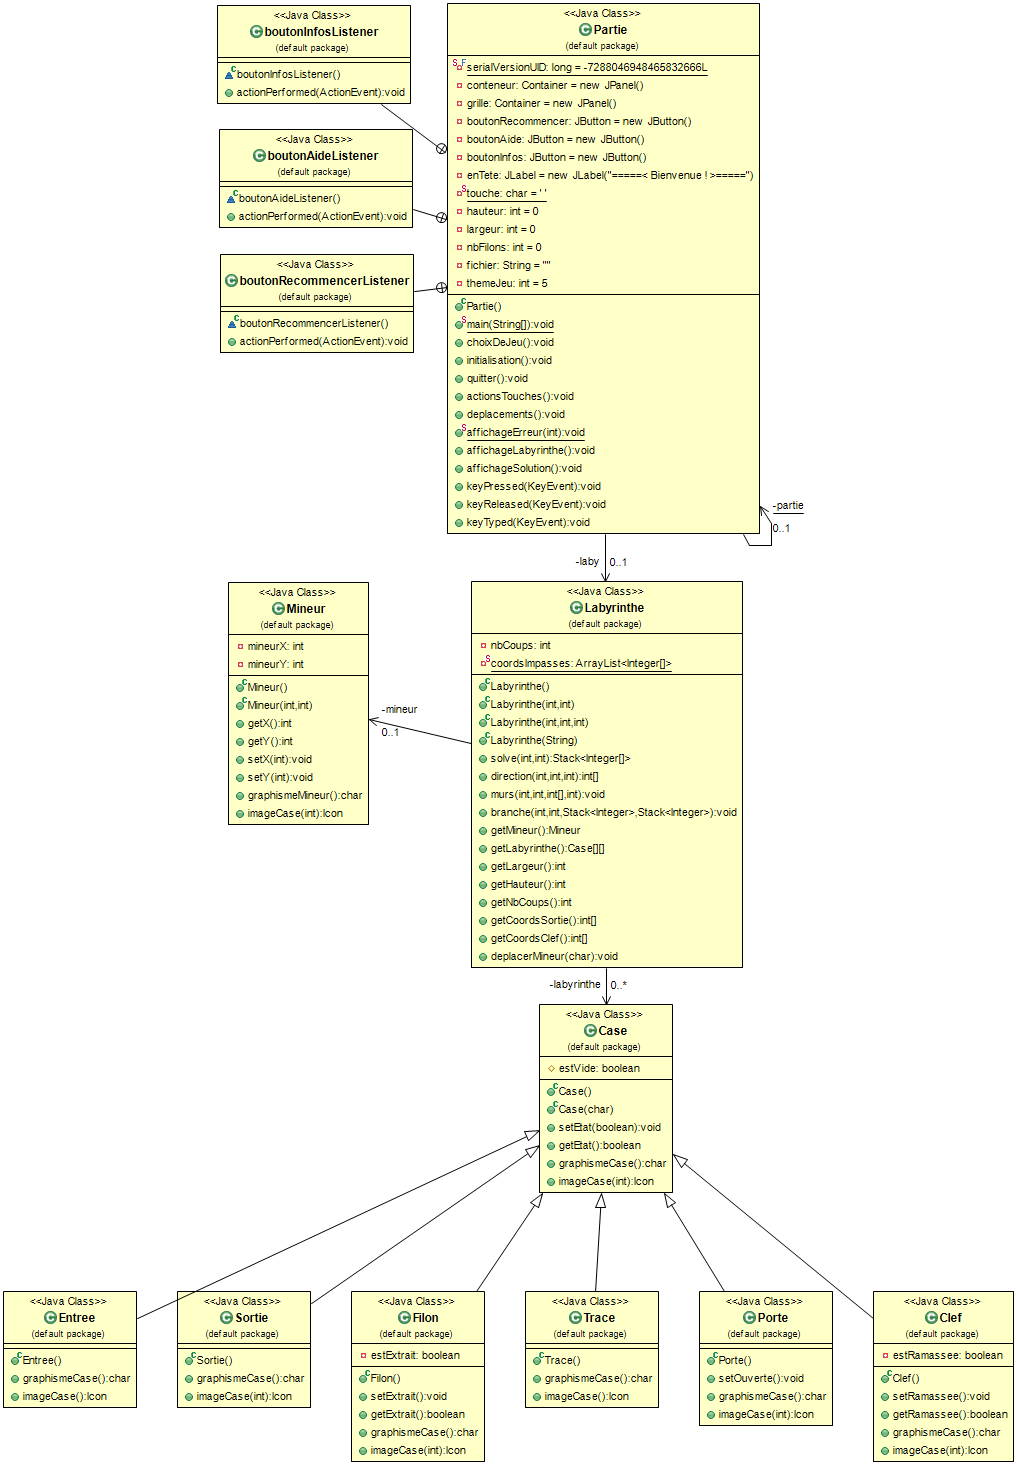 <<Java Class>>
boutonInfosListener
(default package)
boutonInfosListener()
actionPerformed(ActionEvent):void
<<Java Class>>
boutonAideListener
(default package)
boutonAideListener()
actionPerformed(ActionEvent):void
<<Java Class>>
boutonRecommencerListener
(default package)
boutonRecommencerListener()
actionPerformed(ActionEvent):void
<<Java Class>>
Partie
(default package)
serialVersionUID: long = -7288046948465832666L
conteneur: Container = new JPanel()
grille: Container = new JPanel()
boutonRecommencer: JButton = new JButton()
boutonAide: JButton = new JButton()
boutonInfos: JButton = new JButton()
enTete: JLabel = new JLabel("=====< Bienvenue ! >=====")
touche: char = ' '
hauteur: int = 0
largeur: int = 0
nbFilons: int = 0
fichier: String = ""
themeJeu: int = 5
Partie()
main(String[]):void
choixDeJeu():void
initialisation():void
quitter():void
actionsTouches():void
deplacements():void
affichageErreur(int):void
affichageLabyrinthe():void
affichageSolution():void
keyPressed(KeyEvent):void
keyReleased(KeyEvent):void
keyTyped(KeyEvent):void
-partie
0..1
-laby 0..1
<<Java Class>>
Mineur
(default package)
mineurX: int
mineurY: int
Mineur()
Mineur(int,int)
getX():int
getY():int
setX(int):void
setY(int):void
graphismeMineur():char
imageCase(int):Icon
-mineur
0..1
<<Java Class>>
Labyrinthe
(default package)
nbCoups: int
coordsImpasses: ArrayList<Integer[]>
Labyrinthe()
Labyrinthe(int,int)
Labyrinthe(int,int,int)
Labyrinthe(String)
solve(int,int):Stack<Integer[]>
direction(int,int,int):int[]
murs(int,int,int[],int):void
branche(int,int,Stack<Integer>,Stack<Integer>):void
getMineur():Mineur
getLabyrinthe():Case[][]
getLargeur():int
getHauteur():int
getNbCoups():int
getCoordsSortie():int[]
getCoordsClef():int[]
deplacerMineur(char):void
-labyrinthe 0..*
<<Java Class>>
Case
(default package)
estVide: boolean
Case()
Case(char)
setEtat(boolean):void
getEtat():boolean
graphismeCase():char
imageCase(int):Icon
<<Java Class>>
Entree
(default package)
Entree()
graphismeCase():char
imageCase():Icon
<<Java Class>>
Sortie
(default package)
Sortie()
graphismeCase():char
imageCase(int):Icon
<<Java Class>>
Filon
(default package)
estExtrait: boolean
Filon()
setExtrait():void
getExtrait():boolean
graphismeCase():char
imageCase(int):Icon
<<Java Class>>
Trace
(default package)
Trace()
graphismeCase():char
imageCase():Icon
<<Java Class>>
Porte
(default package)
Porte()
setOuverte():void
graphismeCase():char
imageCase(int):Icon
<<Java Class>>
Clef
(default package)
estRamassee: boolean
Clef()
setRamassee():void
getRamassee():boolean
graphismeCase():char
imageCase(int):Icon